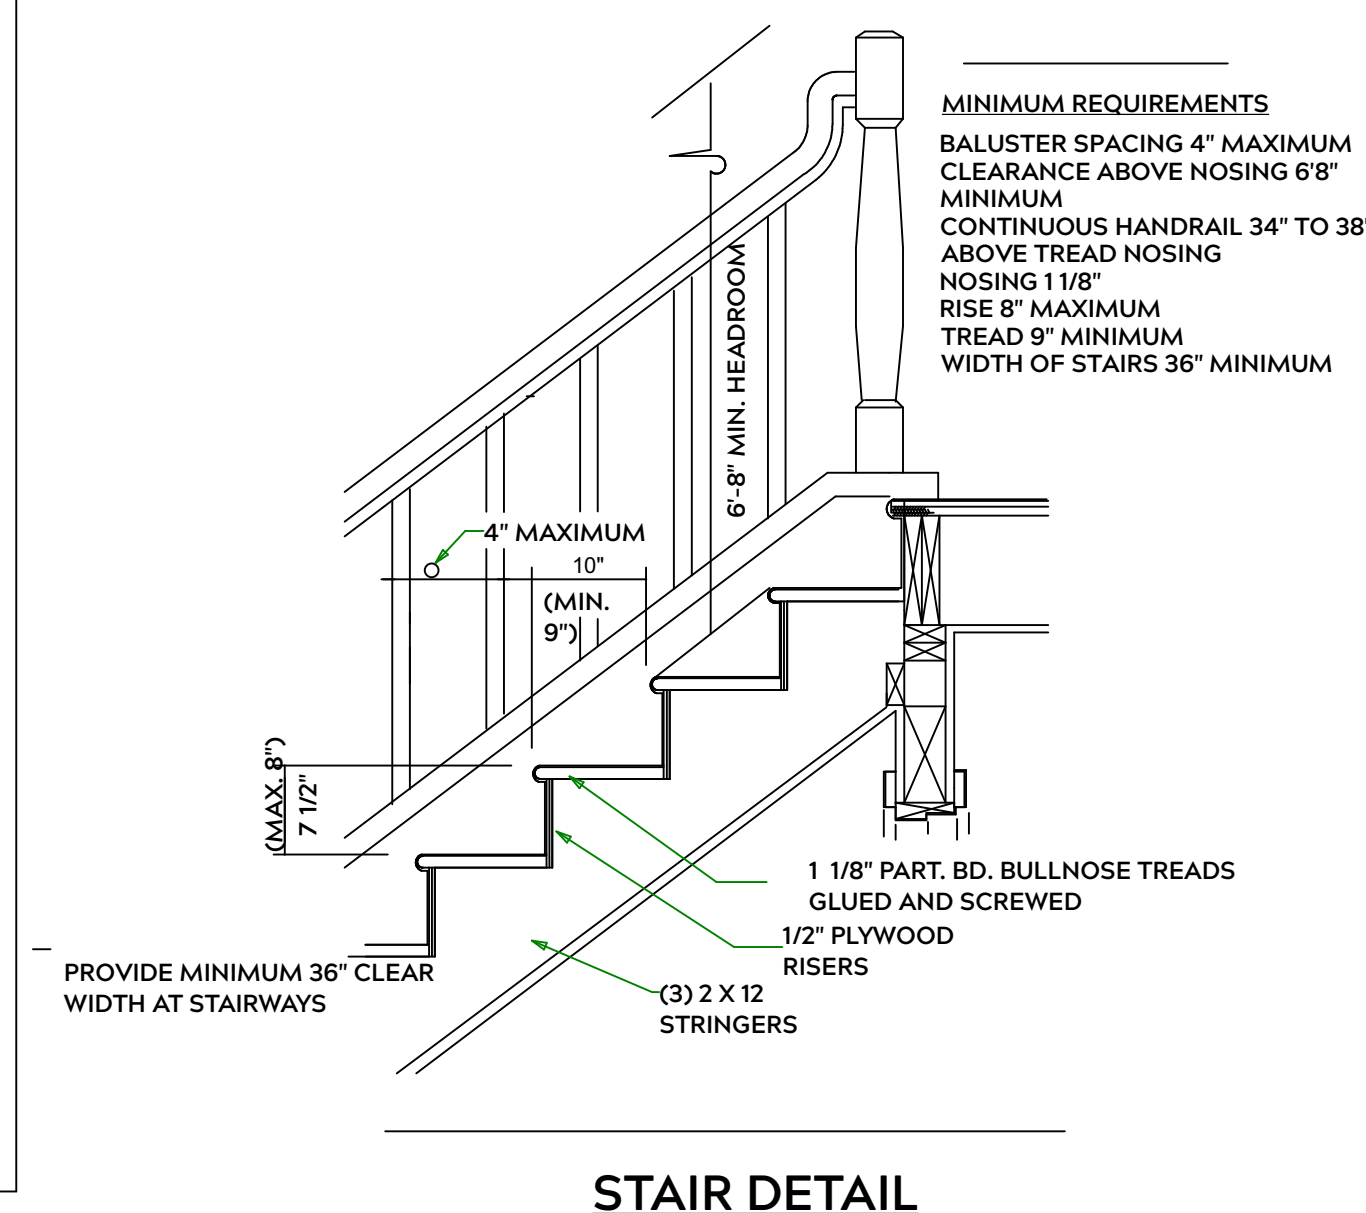 MINIMUM REQUIREMENTS
BALUSTER SPACING 4" MAXIMUM
CLEARANCE ABOVE NOSING 6'8"
MINIMUM
CONTINUOUS HANDRAIL 34" TO 38"
ABOVE TREAD NOSING
NOSING 1 1/8"
RISE 8" MAXIMUM
TREAD 9" MINIMUM
WIDTH OF STAIRS 36" MINIMUM
6'-8" MIN. HEADROOM
4" MAXIMUM
10"
(MIN.
9")
(MAX. 8")
7 1/2"
1 1/8" PART. BD. BULLNOSE TREADS
GLUED AND SCREWED
1/2" PLYWOOD
RISERS
(3) 2 X 12
STRINGERS
PROVIDE MINIMUM 36" CLEAR
WIDTH AT STAIRWAYS
STAIR DETAIL